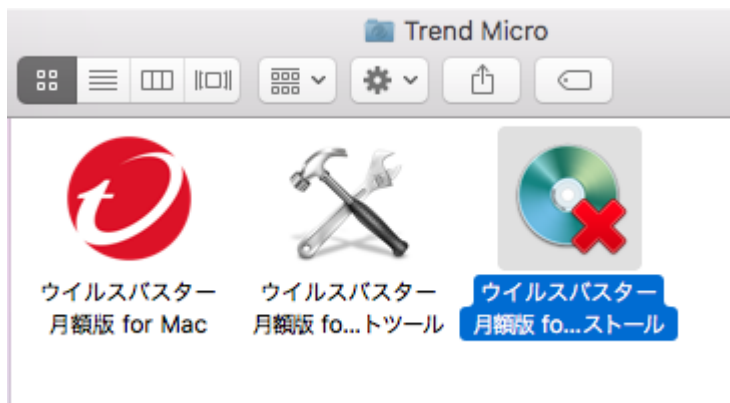 Trend Micro
ウイルスバスター
月額版 for Mac
ウイルスバスター
月額版 fo...トツール
ウイルスバスター
月額版 fo...ストール